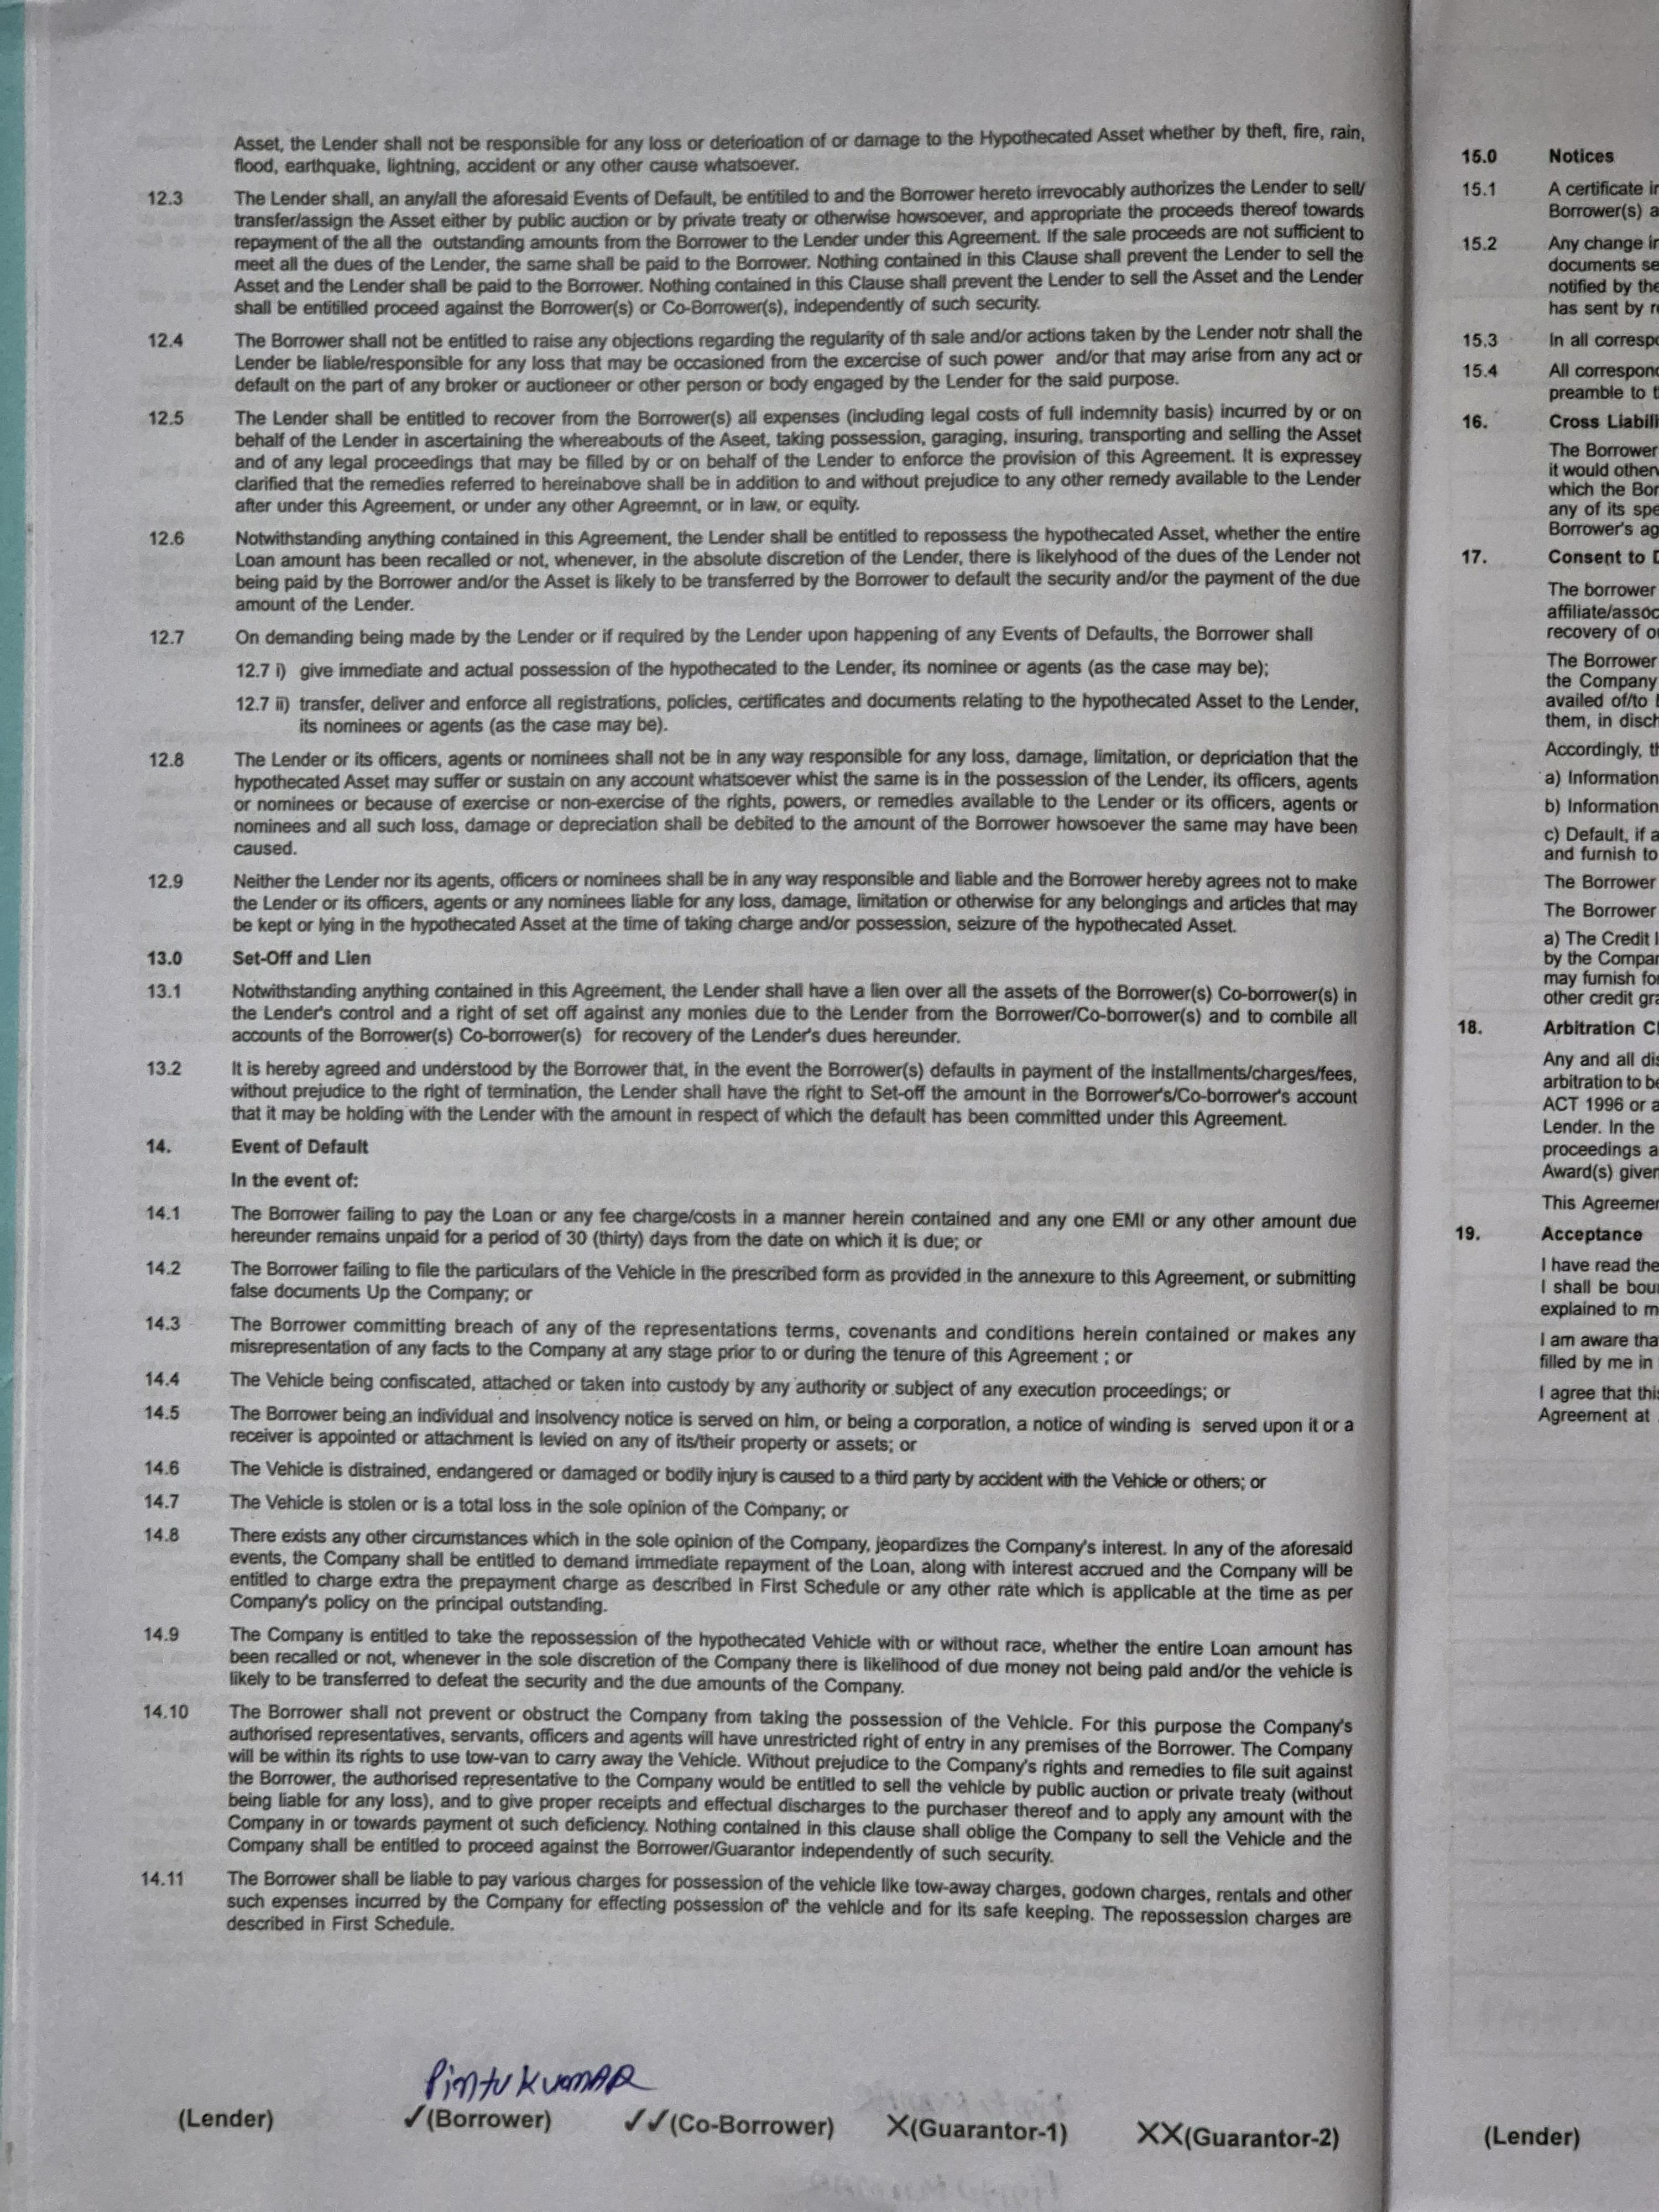 Asset, the Lender shall not be responsible for any loss or deterioation of or damage to the Hypothecated Asset whether by theft, fire, rain,
flood, earthquake, lightning, accident or any other cause whatsoever.
12.3 The Lender shall, an any/all the aforesaid Events of Default, be entitiled to and the Borrower hereto irrevocably authorizes the Lender to sell/
transfer/assign the Asset either by public auction or by private treaty or otherwise howsoever, and appropriate the proceeds thereof towards
repayment of the all the outstanding amounts from the Borrower to the Lender under this Agreement. If the sale proceeds are not sufficient to
meet all the dues of the Lender, the same shall be paid to the Borrower. Nothing contained in this Clause shall prevent the Lender to sell the
Asset and the Lender shall be paid to the Borrower. Nothing contained in this Clause shall prevent the Lender to sell the Asset and the Lender
shall be entitilled proceed against the Borrower(s) or Co-Borrower(s), independently of such security.
12.4 The Borrower shall not be entitled to raise any objections regarding the regularity of th sale and/or actions taken by the Lender notr shall the
Lender be liable/responsible for any loss that may be occasioned from the excercise of such power and/or that may arise from any act or
default on the part of any broker or auctioneer or other person or body engaged by the Lender for the said purpose.
12.5 The Lender shall be entitled to recover from the Borrower(s) all expenses (including legal costs of full indemnity basis) incurred by or on
behalf of the Lender in ascertaining the whereabouts of the Aseet, taking possession, garaging, insuring, transporting and selling the Asset
and of any legal proceedings that may be filled by or on behalf of the Lender to enforce the provision of this Agreement. It is expressey
clarified that the remedies referred to hereinabove shall be in addition to and without prejudice to any other remedy available to the Lender
after under this Agreement, or under any other Agreemnt, or in law, or equity.
12.6 Notwithstanding anything contained in this Agreement, the Lender shall be entitled to repossess the hypothecated Asset, whether the entire
Loan amount has been recalled or not, whenever, in the absolute discretion of the Lender, there is likelyhood of the dues of the Lender not
being paid by the Borrower and/or the Asset is likely to be transferred by the Borrower to default the security and/or the payment of the due
amount of the Lender.
12.7 On demanding being made by the Lender or if required by the Lender upon happening of any Events of Defaults, the Borrower shall
12.7 i) give immediate and actual possession of the hypothecated to the Lender, its nominee or agents (as the case may be);
12.7 ii) transfer, deliver and enforce all registrations, policies, certificates and documents relating to the hypothecated Asset to the Lender,
its nominees or agents (as the case may be).
12.8 The Lender or its officers, agents or nominees shall not be in any way responsible for any loss, damage, limitation, or depriciation that the
hypothecated Asset may suffer or sustain on any account whatsoever whist the same is in the possession of the Lender, its officers, agents
or nominees or because of exercise or non-exercise of the rights, powers, or remedies available to the Lender or its officers, agents or
nominees and all such loss, damage or depreciation shall be debited to the amount of the Borrower howsoever the same may have been
caused.
12.9 Neither the Lender nor its agents, officers or nominees shall be in any way responsible and liable and the Borrower hereby agrees not to make
the Lender or its officers, agents or any nominees liable for any loss, damage, limitation or otherwise for any belongings and articles that may
be kept or lying in the hypothecated Asset at the time of taking charge and/or possession, seizure of the hypothecated Asset.
13.0 Set-Off and Lien
13.1 Notwithstanding anything contained in this Agreement, the Lender shall have a lien over all the assets of the Borrower(s) Co-borrower(s) in
the Lender's control and a right of set off against any monies due to the Lender from the Borrower/Co-borrower(s) and to combile all
accounts of the Borrower(s) Co-borrower(s) for recovery of the Lender's dues hereunder.
13.2 It is hereby agreed and understood by the Borrower that, in the event the Borrower(s) defaults in payment of the installments/charges/fees,
without prejudice to the right of termination, the Lender shall have the right to Set-off the amount in the Borrower's/Co-borrower's account
that it may be holding with the Lender with the amount in respect of which the default has been committed under this Agreement.
14. Event of Default
In the event of:
14.1 The Borrower failing to pay the Loan or any fee charge/costs in a manner herein contained and any one EMI or any other amount due
hereunder remains unpaid for a period of 30 (thirty) days from the date on which it is due; or
14.2 The Borrower failing to file the particulars of the Vehicle in the prescribed form as provided in the annexure to this Agreement, or submitting
false documents Up the Company; or
14.3 The Borrower committing breach of any of the representations terms, covenants and conditions herein contained or makes any
misrepresentation of any facts to the Company at any stage prior to or during the tenure of this Agreement ; or
14.4 The Vehicle being confiscated, attached or taken into custody by any authority or subject of any execution proceedings; or
14.5 The Borrower being an individual and insolvency notice is served on him, or being a corporation, a notice of winding is served upon it or a
receiver is appointed or attachment is levied on any of its/their property or assets; or
14.6 The Vehicle is distrained, endangered or damaged or bodily injury is caused to a third party by accident with the Vehicle or others; or
14.7 The Vehicle is stolen or is a total loss in the sole opinion of the Company; or
14.8 There exists any other circumstances which in the sole opinion of the Company, jeopardizes the Company's interest. In any of the aforesaid
events, the Company shall be entitled to demand immediate repayment of the Loan, along with interest accrued and the Company will be
entitled to charge extra the prepayment charge as described in First Schedule or any other rate which is applicable at the time as per
Company's policy on the principal outstanding.
14.9 The Company is entitled to take the repossession of the hypothecated Vehicle with or without race, whether the entire Loan amount has
been recalled or not, whenever in the sole discretion of the Company there is likelihood of due money not being paid and/or the vehicle is
likely to be transferred to defeat the security and the due amounts of the Company.
14.10 The Borrower shall not prevent or obstruct the Company from taking the possession of the Vehicle. For this purpose the Company's
authorised representatives, servants, officers and agents will have unrestricted right of entry in any premises of the Borrower. The Company
will be within its rights to use tow-van to carry away the Vehicle. Without prejudice to the Company's rights and remedies to file suit against
the Borrower, the authorised representative to the Company would be entitled to sell the vehicle by public auction or private treaty (without
being liable for any loss), and to give proper receipts and effectual discharges to the purchaser thereof and to apply any amount with the
Company in or towards payment ot such deficiency. Nothing contained in this clause shall oblige the Company to sell the Vehicle and the
Company shall be entitled to proceed against the Borrower/Guarantor independently of such security.
14.11 The Borrower shall be liable to pay various charges for possession of the vehicle like tow-away charges, godown charges, rentals and other
such expenses incurred by the Company for effecting possession of the vehicle and for its safe keeping. The repossession charges are
described in First Schedule.
Pintu KumAR
(Lender) ✓(Borrower) ✓✓(Co-Borrower) X(Guarantor-1) XX(Guarantor-2)
15.0 Notices
15.1 A certificate
Borrower(s)
15.2 Any change
documents
notified by the
has sent by
15.3 In all
15.4 All
preamble to
16. Cross
The Borrower
it would
which the
any of its
Borrower's
17. Consent to
The borrower
recovery of
The Borrower
the Company
availed of/to
them, in
Accordingly,
a) Information
b) Information
c) Default, if
and furnish to
The Borrower
The Borrower
a) The Credit
by the
may furnish
other credit
18. Arbitration
Any and all
arbitration to
ACT 1996 or
Lender. In the
proceedings
Award(s)
This
19. Acceptance
I have read the
I shall be
explained to
I am aware
filled by me in
I agree that
Agreement at
(Lender)